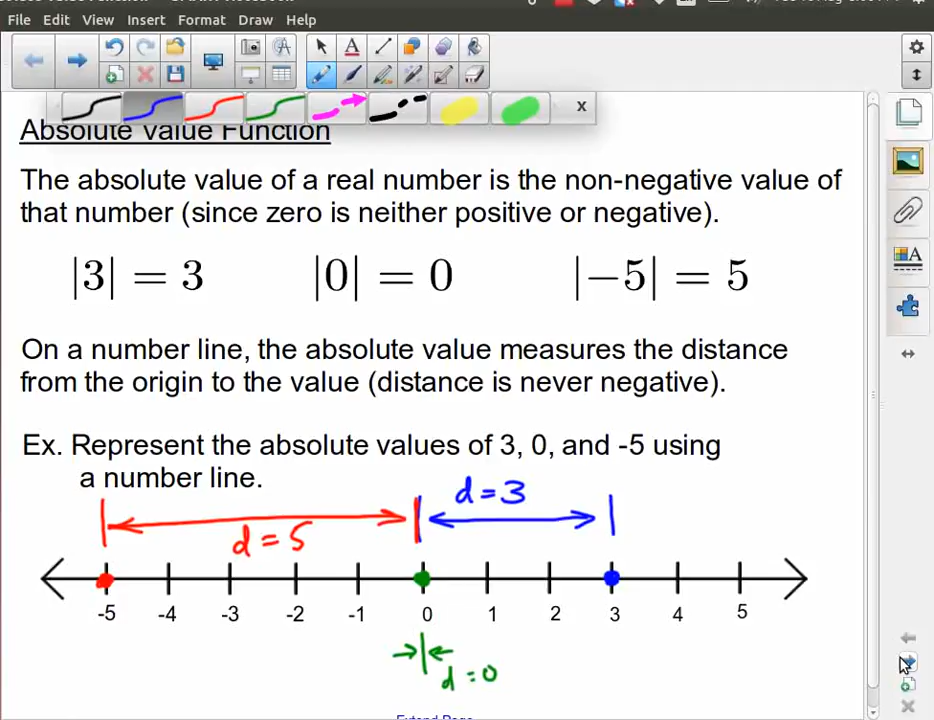 File Edit View Insert Format Draw Help
Absolute Value Function
The absolute value of a real number is the non-negative value of
that number (since zero is neither positive or negative).
|3| = 3 |0| = 0 |−5| = 5
On a number line, the absolute value measures the distance
from the origin to the value (distance is never negative).
Ex. Represent the absolute values of 3, 0, and -5 using
a number line.
d = 3
d = 5
-5 -4 -3 -2 -1 0 1 2 3 4 5
d = 0
Extend Page